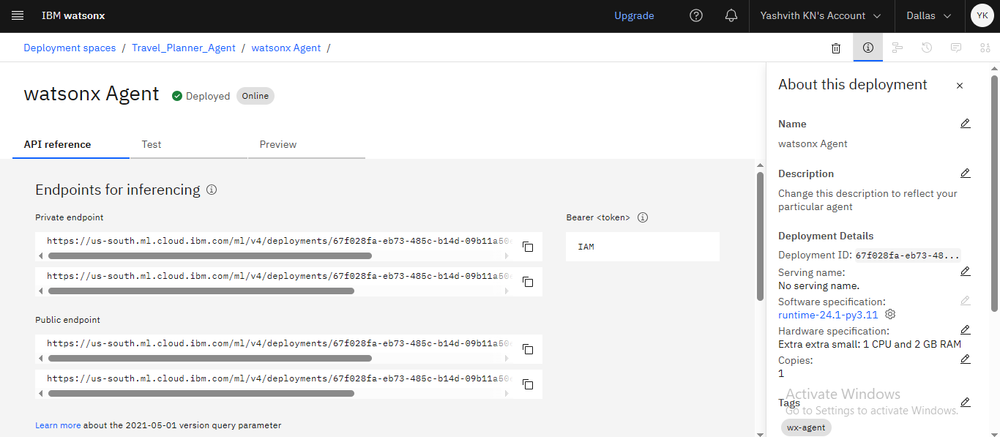 IBM watsonx
Upgrade
Yashvith KN's Account
Dallas
YK
Deployment spaces / Travel_Planner_Agent / watsonx Agent /
watsonx Agent
Deployed
Online
API reference
Test
Preview
Endpoints for inferencing
Private endpoint
https://us-south.ml.cloud.ibm.com/ml/v4/deployments/67f028fa-eb73-485c-b14d-09b11a50
https://us-south.ml.cloud.ibm.com/ml/v4/deployments/67f028fa-eb73-485c-b14d-09b11a50
Public endpoint
https://us-south.ml.cloud.ibm.com/ml/v4/deployments/67f028fa-eb73-485c-b14d-09b11a50
https://us-south.ml.cloud.ibm.com/ml/v4/deployments/67f028fa-eb73-485c-b14d-09b11a50
Learn more about the 2021-05-01 version query parameter
Bearer <token>
IAM
About this deployment
Name
watsonx Agent
Description
Change this description to reflect your
particular agent
Deployment Details
Deployment ID: 67f028fa-eb73-48...
Serving name:
No serving name.
Software specification:
runtime-24.1-py3.11
Hardware specification:
Extra extra small: 1 CPU and 2 GB RAM
Copies:
1
Tags
wx-agent
Activate Windows
Go to Settings to activate Windows.